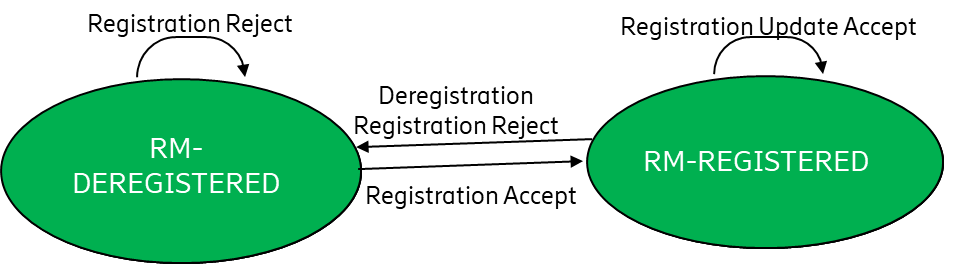 Registration Reject
Registration Update Accept
Deregistration
Registration Reject
RM-
DEREGISTERED
RM-REGISTERED
Registration Accept